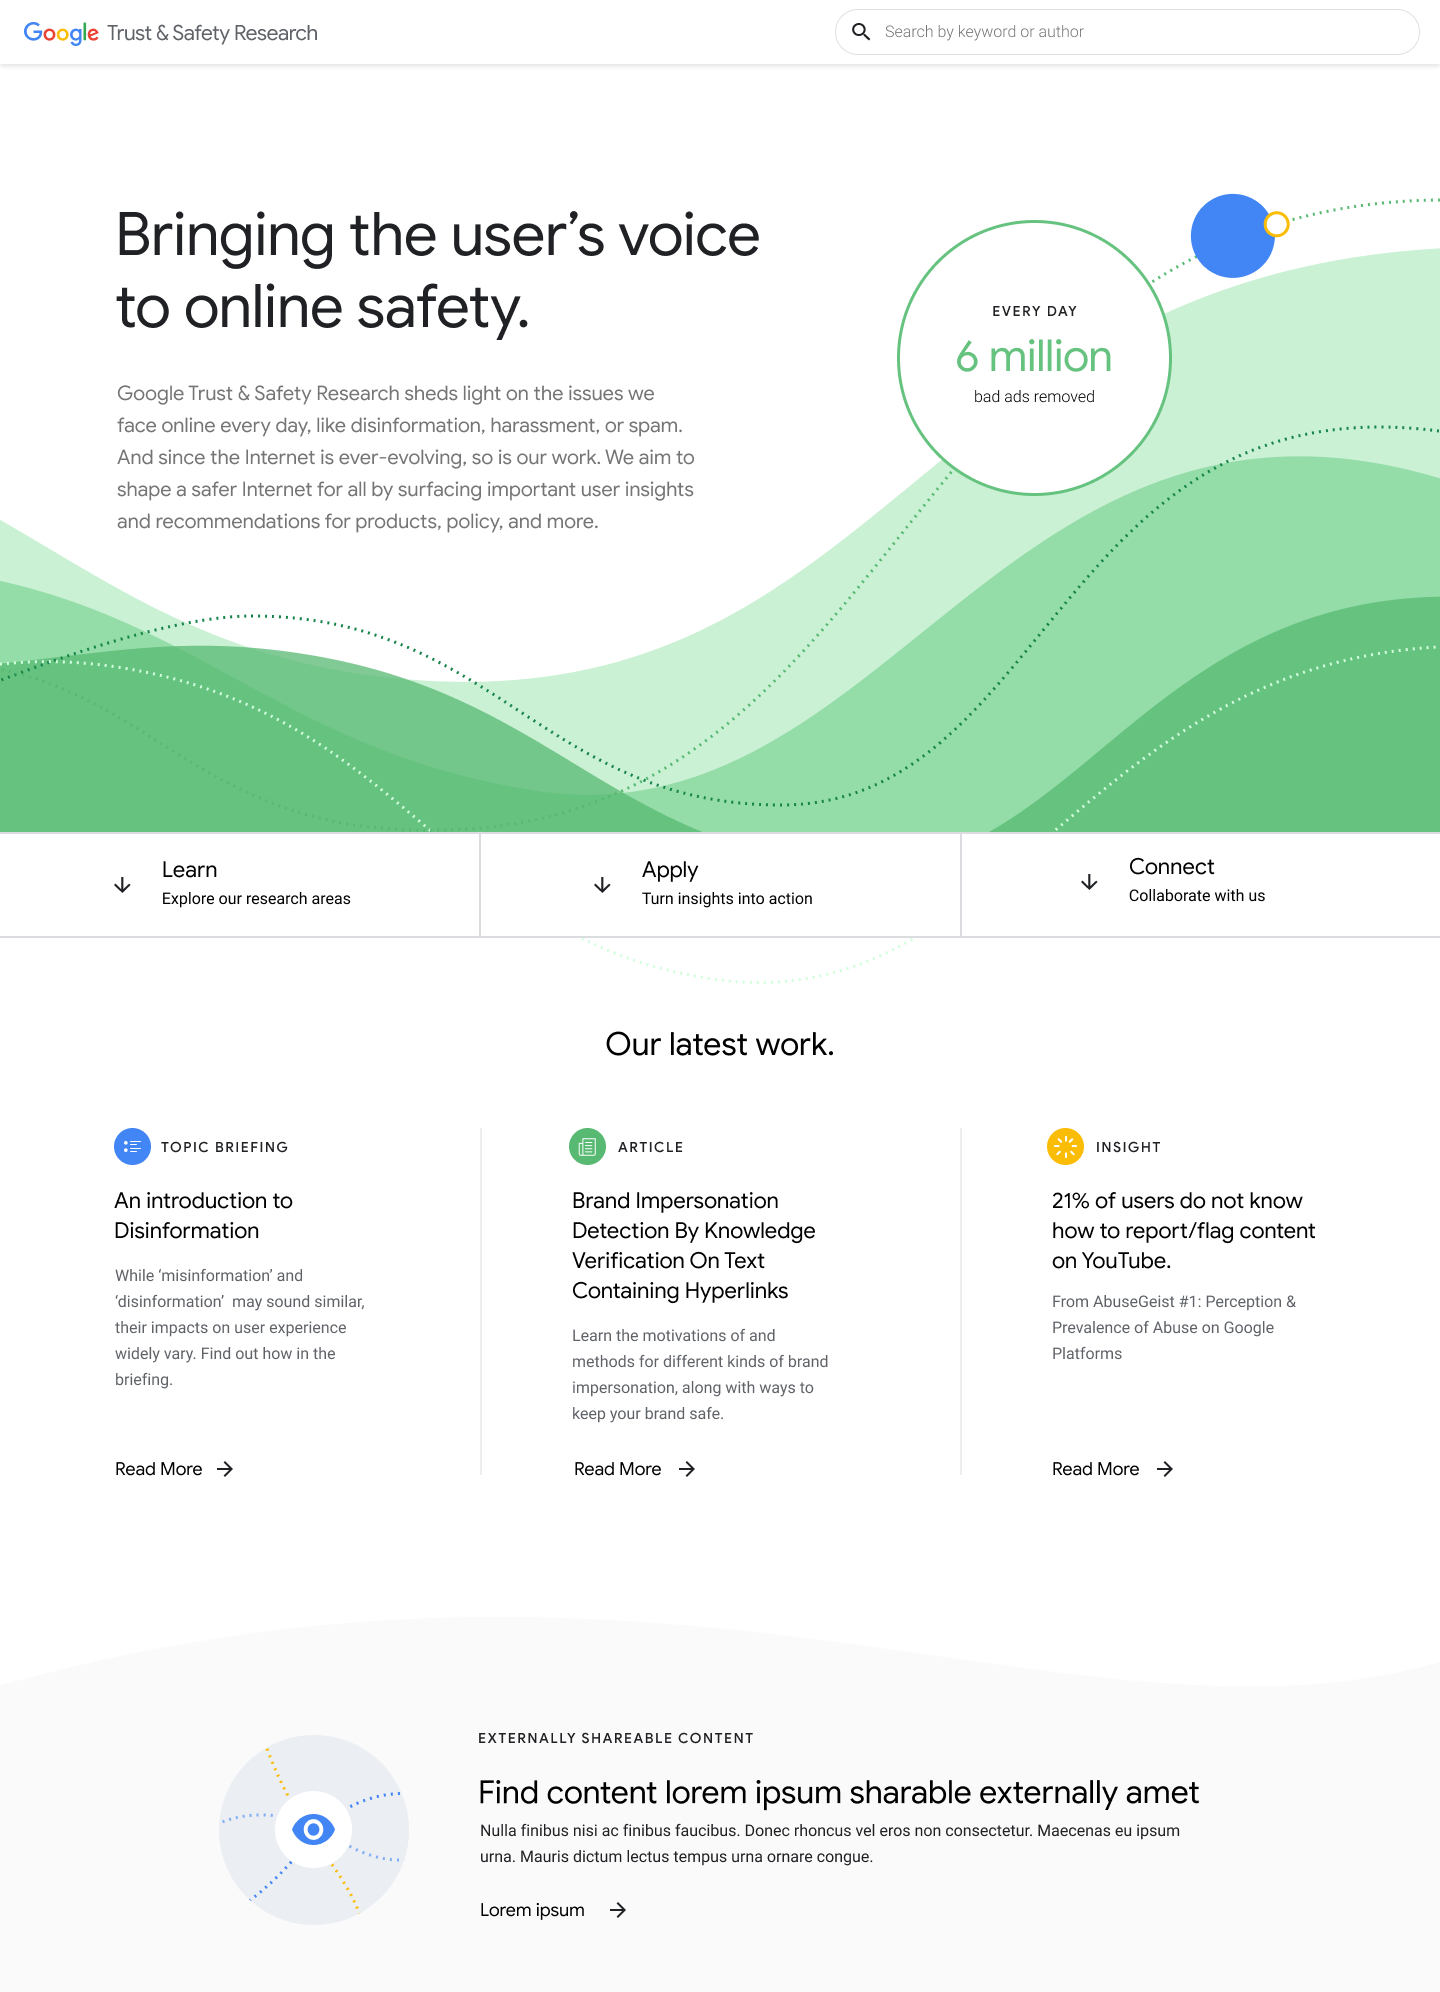 Google Trust & Safety Research
Search by keyword or author
Bringing the user’s voice
to online safety.
Google Trust & Safety Research sheds light on the issues we
face online every day, like disinformation, harassment, or spam.
And since the Internet is ever-evolving, so is our work. We aim to
shape a safer Internet for all by surfacing important user insights
and recommendations for products, policy, and more.
EVERY DAY
6 million
bad ads removed
Learn
Explore our research areas
Apply
Turn insights into action
Connect
Collaborate with us
Our latest work.
TOPIC BRIEFING
An introduction to
Disinformation
While ‘misinformation’ and
‘disinformation’  may sound similar,
their impacts on user experience
widely vary. Find out how in the
briefing.
Read More
ARTICLE
Brand Impersonation
Detection By Knowledge
Verification On Text
Containing Hyperlinks
Learn the motivations of and
methods for different kinds of brand
impersonation, along with ways to
keep your brand safe.
Read More
INSIGHT
21% of users do not know
how to report/flag content
on YouTube.
From AbuseGeist #1: Perception &
Prevalence of Abuse on Google
Platforms
Read More
EXTERNALLY SHAREABLE CONTENT
Find content lorem ipsum sharable externally amet
Nulla finibus nisi ac finibus faucibus. Donec rhoncus vel eros non consectetur. Maecenas eu ipsum
urna. Mauris dictum lectus tempus urna ornare congue.
Lorem ipsum